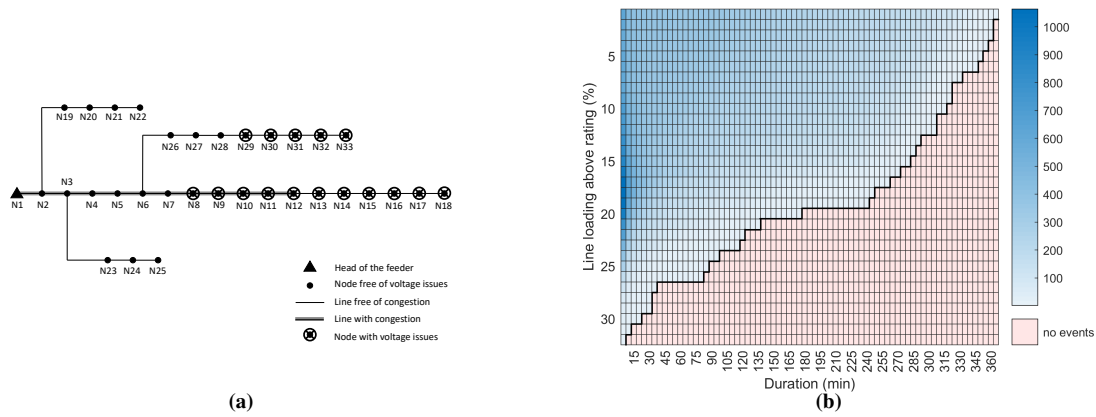 N19 N20 N21 N22
N26 N27 N28 N29 N30 N31 N32 N33
N3
N1 N2 N4 N5 N6 N7 N8 N9 N10 N11 N12 N13 N14 N15 N16 N17 N18
N23 N24 N25
Head of the feeder
Node free of voltage issues
Line free of congestion
Line with congestion
Node with voltage issues
(a)
Line loading above rating (%)
5
10
15
20
25
30
15 30 45 60 75 90 105 120 135 150 165 180 195 210 225 240 255 270 285 300 315 330 345 360
Duration (min)
1000
900
800
700
600
500
400
300
200
100
no events
(b)